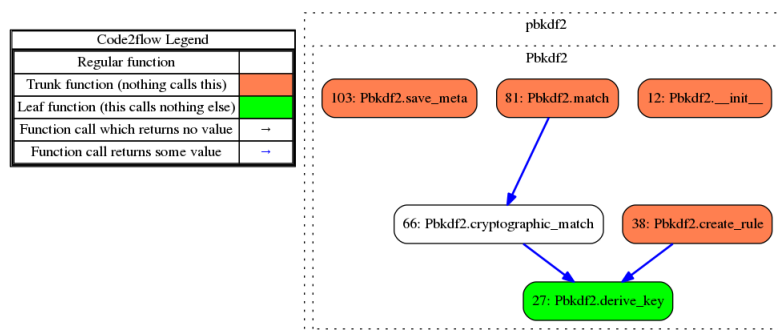 Code2flow Legend
Regular function
Trunk function (nothing calls this)
Leaf function (this calls nothing else)
Function call which returns no value →
Function call returns some value →
pbkdf2
Pbkdf2
103: Pbkdf2.save_meta
81: Pbkdf2.match
12: Pbkdf2.__init__
66: Pbkdf2.cryptographic_match
38: Pbkdf2.create_rule
27: Pbkdf2.derive_key